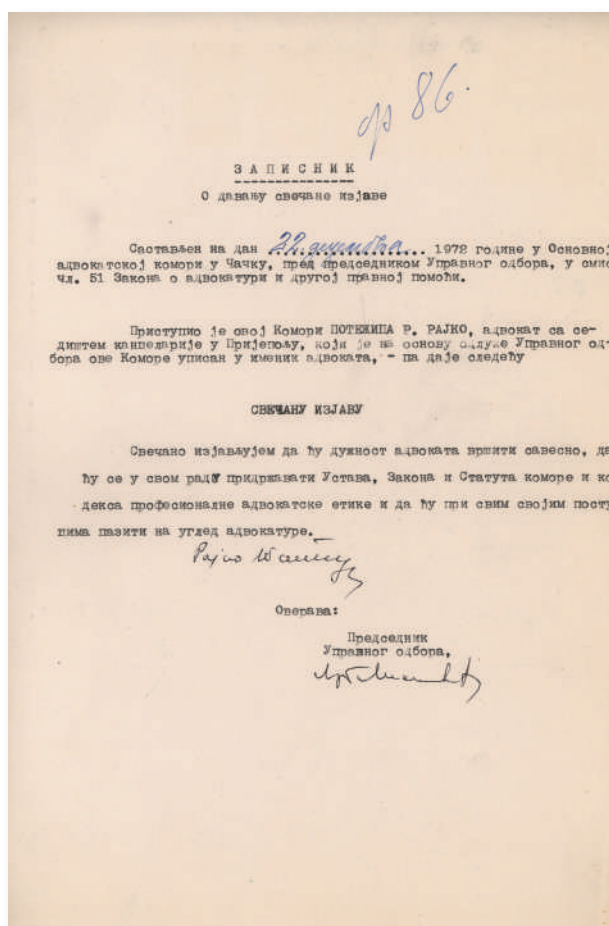 бр 86.
ЗАПИСНИК
О давању свечане изјаве
Састављен на дан 22 децембра 1972 године у Основној
адвокатској комори у Чачку, пред председником Управног одбора, у смис
чл. 51 Закона о адвокатури и другој правној помоћи.
Приступио је овој Комори ПОТЕЖИЦА Р. РАЈКО, адвокат са се-
диштем канцеларије у Пријепољу, који је на основу одлуке Управног од-
бора ове Коморе уписан у именик адвоката, - па даје следећу
СВЕЧАНУ ИЗЈАВУ
Свечано изјављујем да ћу дужност адвоката вршити савесно, да
ћу се у свом раду придржавати Устава, Закона и Статута коморе и ко
декса професионалне адвокатске етике и да ћу при свим својим посту
цима пазити на углед адвокатуре.
Рајко
Оверава:
Председник
Управног одбора,